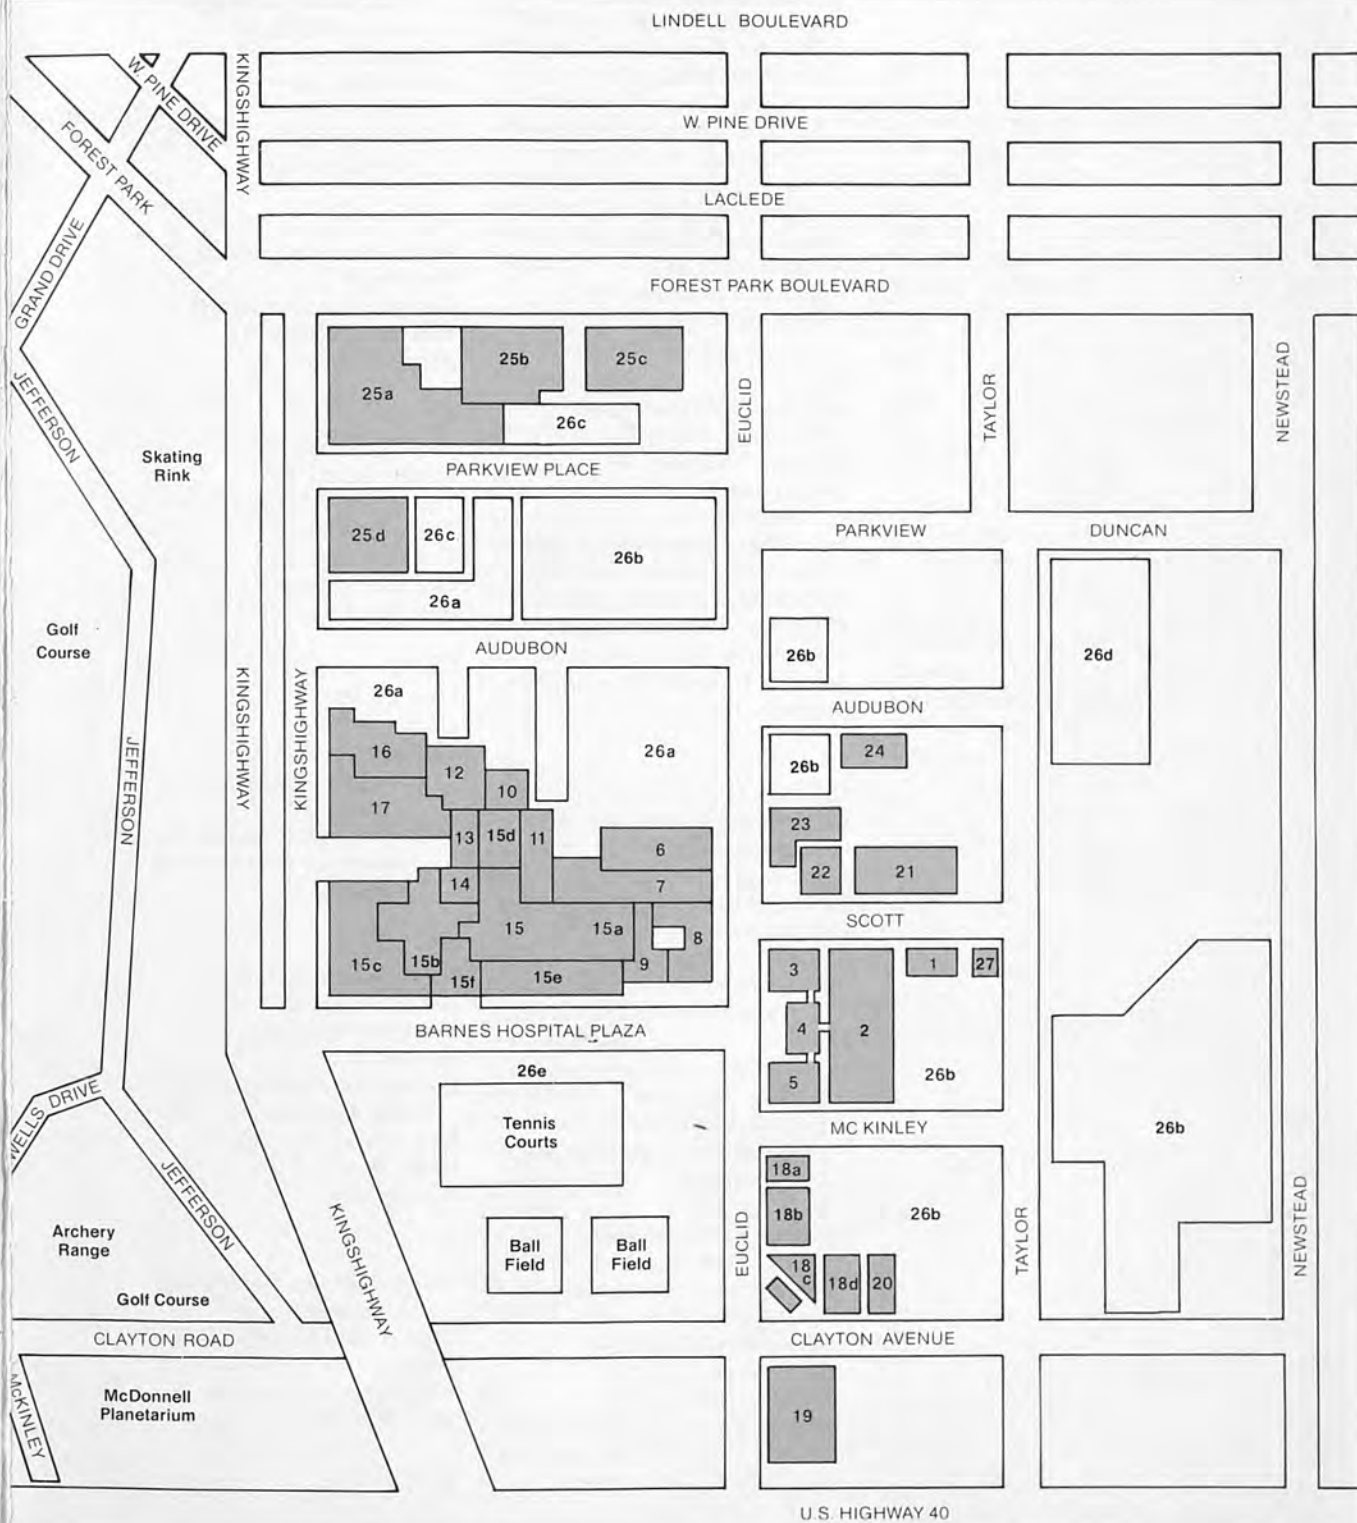 LINDELL BOULEVARD
W. PINE DRIVE
KINGSHIGHWAY
W. PINE DRIVE
FOREST PARK
LACLEDE
GRAND DRIVE
FOREST PARK BOULEVARD
25b
25c
25a
26c
JEFFERSON
EUCLID
TAYLOR
NEWSTEAD
Skating
Rink
PARKVIEW PLACE
25d
26c
26b
26a
PARKVIEW
DUNCAN
Golf
Course
AUDUBON
26b
26d
KINGSHIGHWAY
KINGSHIGHWAY
26a
AUDUBON
JEFFERSON
16
12
10
26a
26b
24
17
13
15d
11
6
23
14
7
22
21
15
15a
8
SCOTT
15c
15b
15f
15e
9
3
1
27
4
2
BARNES HOSPITAL PLAZA
26e
5
26b
WELLS DRIVE
Tennis
Courts
MC KINLEY
26b
JEFFERSON
18a
KINGSHIGHWAY
EUCLID
18b
26b
TAYLOR
NEWSTEAD
Archery
Range
Ball
Field
Ball
Field
18
c
18d
20
Golf Course
CLAYTON ROAD
CLAYTON AVENUE
McKINLEY
McDonnell
Planetarium
19
U.S. HIGHWAY 40